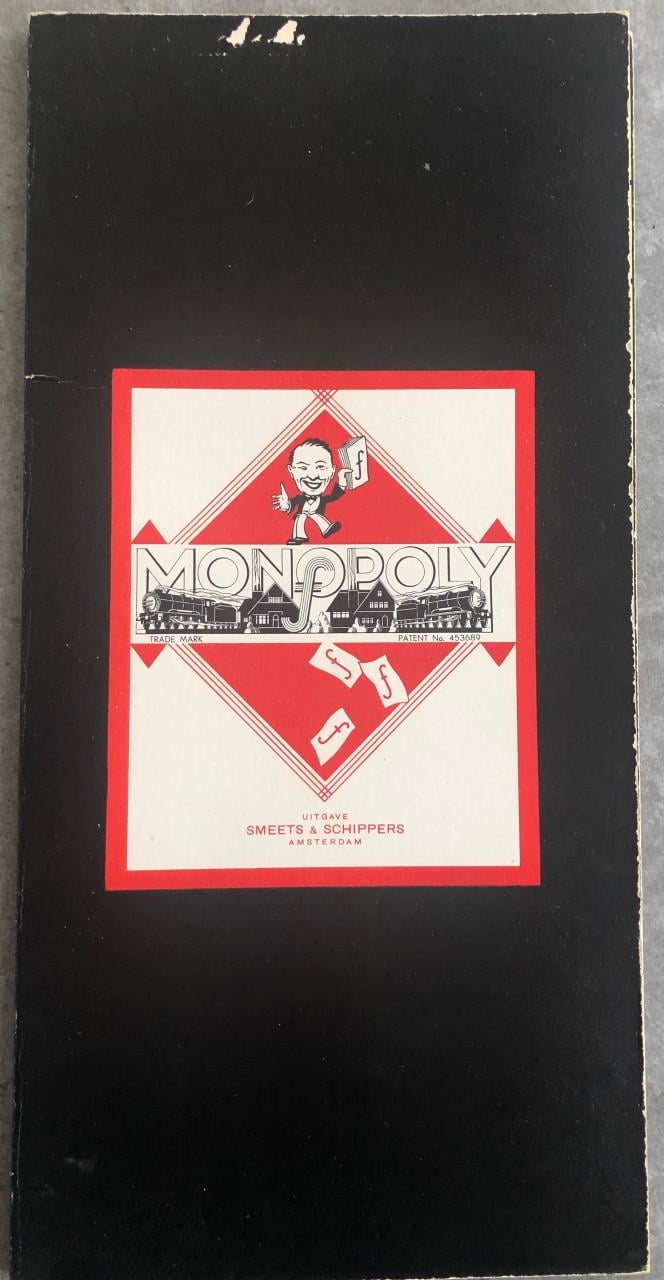 f
MONOPOLY
f
TRADE MARK PATENT No. 453689
f
f
f
UITGAVE
SMEETS & SCHIPPERS
AMSTERDAM